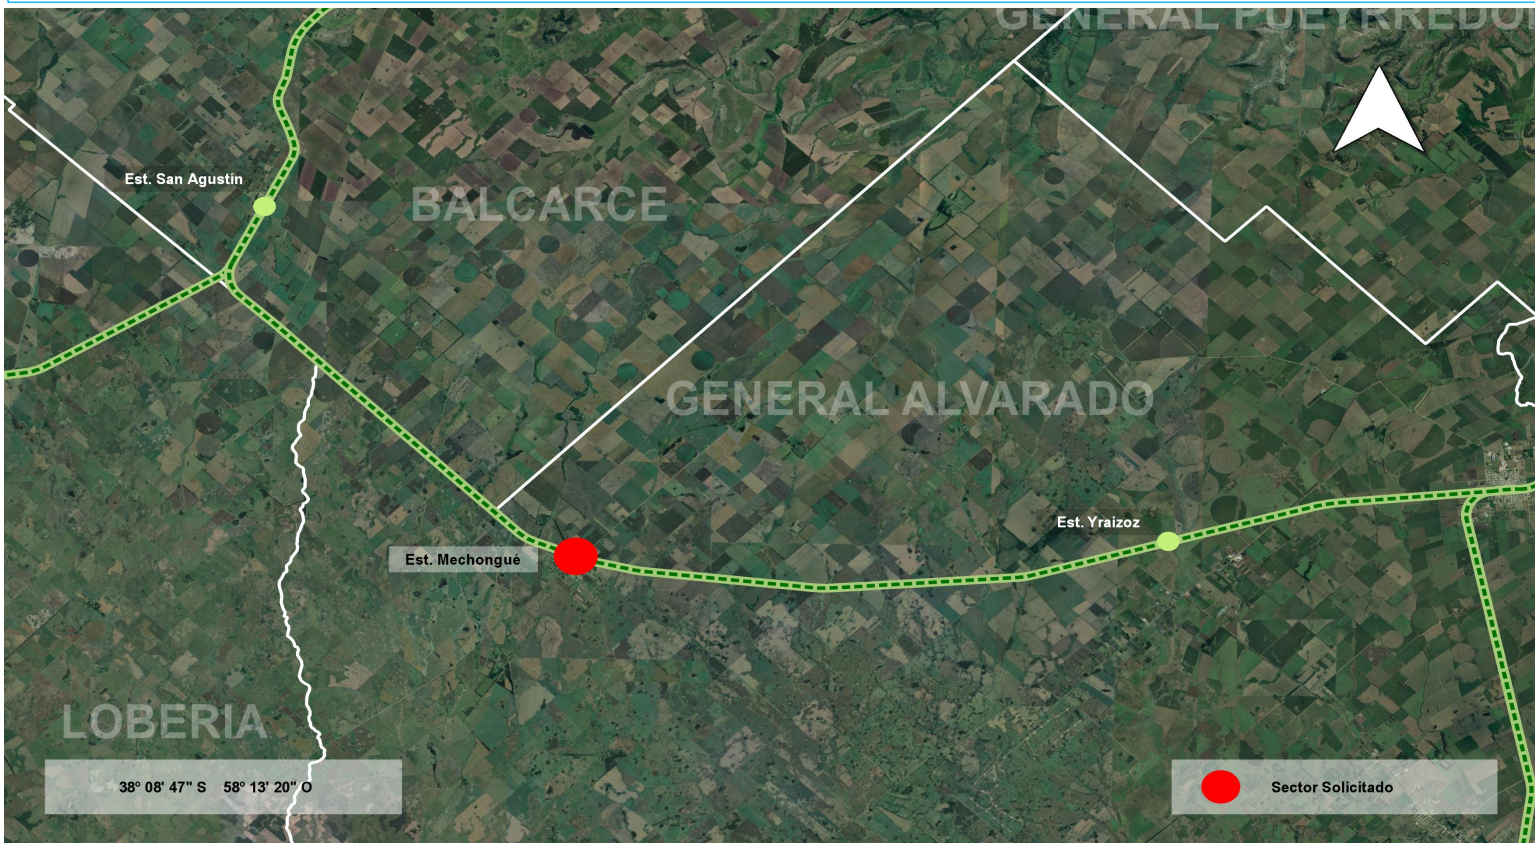 GENERAL PUEYRREDO
Est. San Agustín
BALCARCE
GENERAL ALVARADO
Est. Yraizoz
Est. Mechongué
LOBERIA
38º 08' 47" S 58º 13' 20" O
Sector Solicitado